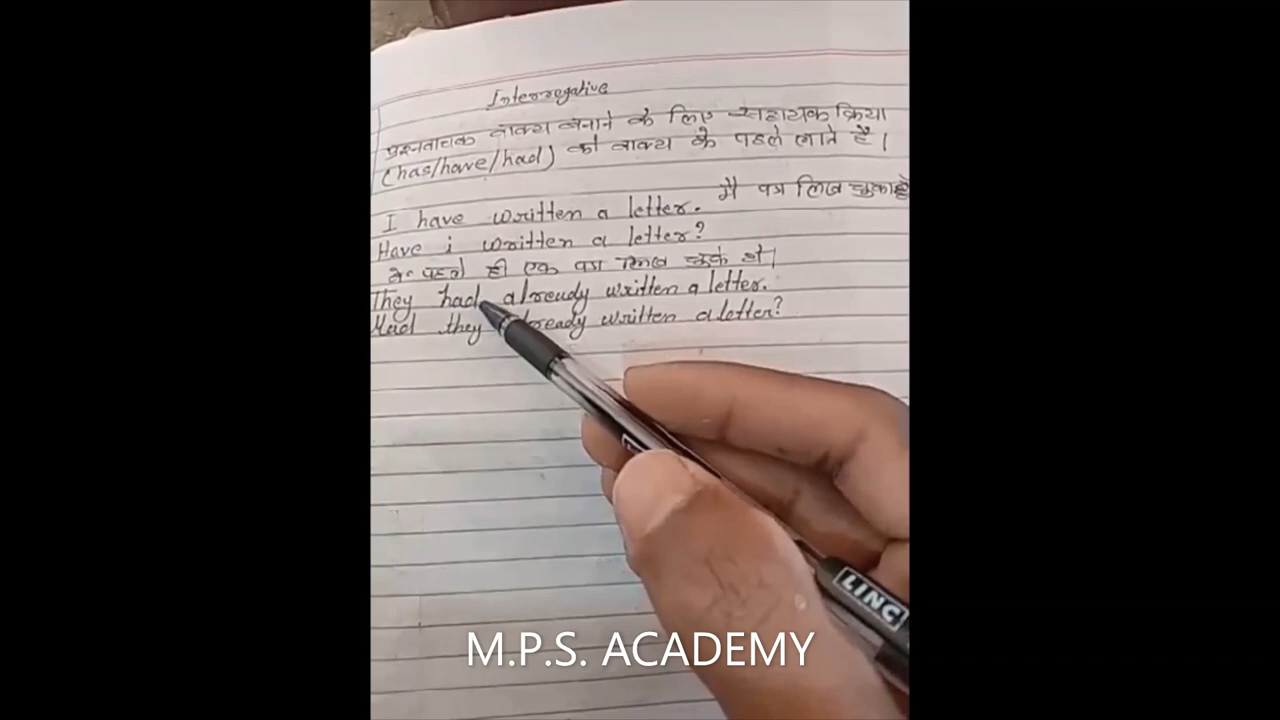 Interrogative
प्रश्नवाचक वाक्य बनाने के लिए सहायक क्रिया
(has/have/had) को वाक्य के पहले लाते है।
I have written a letter. मै पत्र लिख चुका हूँ
Have i written a letter?
वे पहले ही एक पत्र लिख चुके थे।
They had already written a letter.
Had they already written a letter?
LINC
M.P.S. ACADEMY